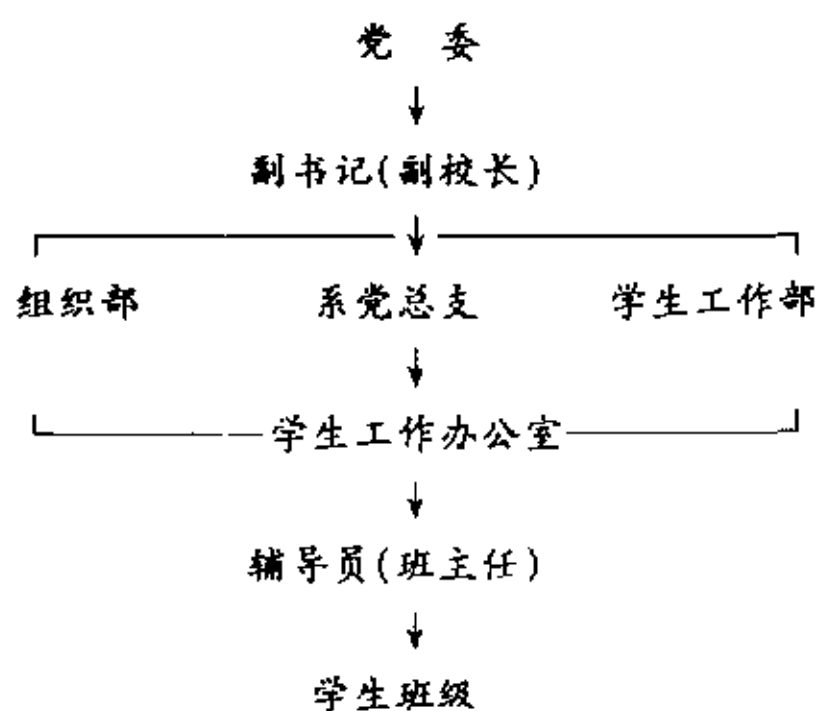 党 委
副书记(副校长)
组织部 系党总支 学生工作部
学生工作办公室
辅导员(班主任)
学生班级